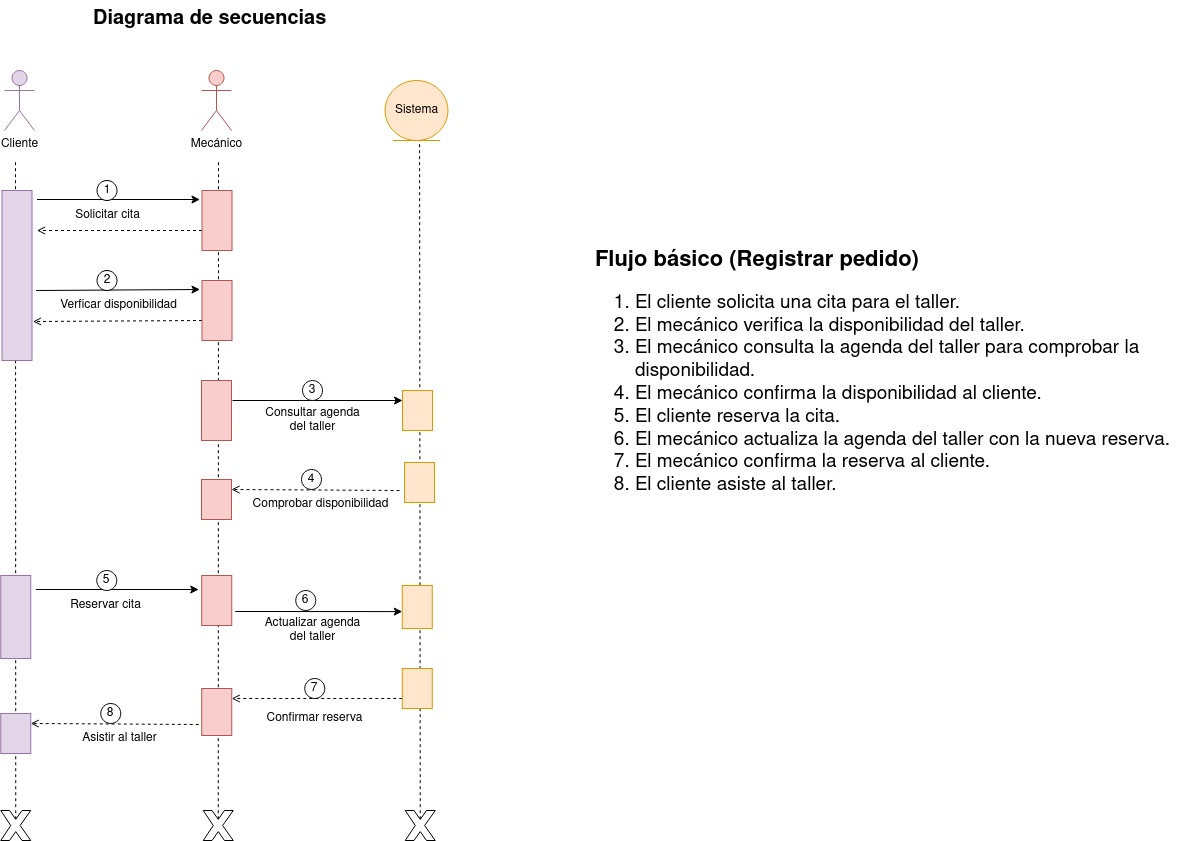 Diagrama de secuencias
Cliente
Mecánico
Sistema
1
Solicitar cita
2
Verficar disponibilidad
3
Consultar agenda
del taller
4
Comprobar disponibilidad
5
Reservar cita
6
Actualizar agenda
del taller
7
Confirmar reserva
8
Asistir al taller
Flujo básico (Registrar pedido)
1. El cliente solicita una cita para el taller.
2. El mecánico verifica la disponibilidad del taller.
3. El mecánico consulta la agenda del taller para comprobar la
disponibilidad.
4. El mecánico confirma la disponibilidad al cliente.
5. El cliente reserva la cita.
6. El mecánico actualiza la agenda del taller con la nueva reserva.
7. El mecánico confirma la reserva al cliente.
8. El cliente asiste al taller.